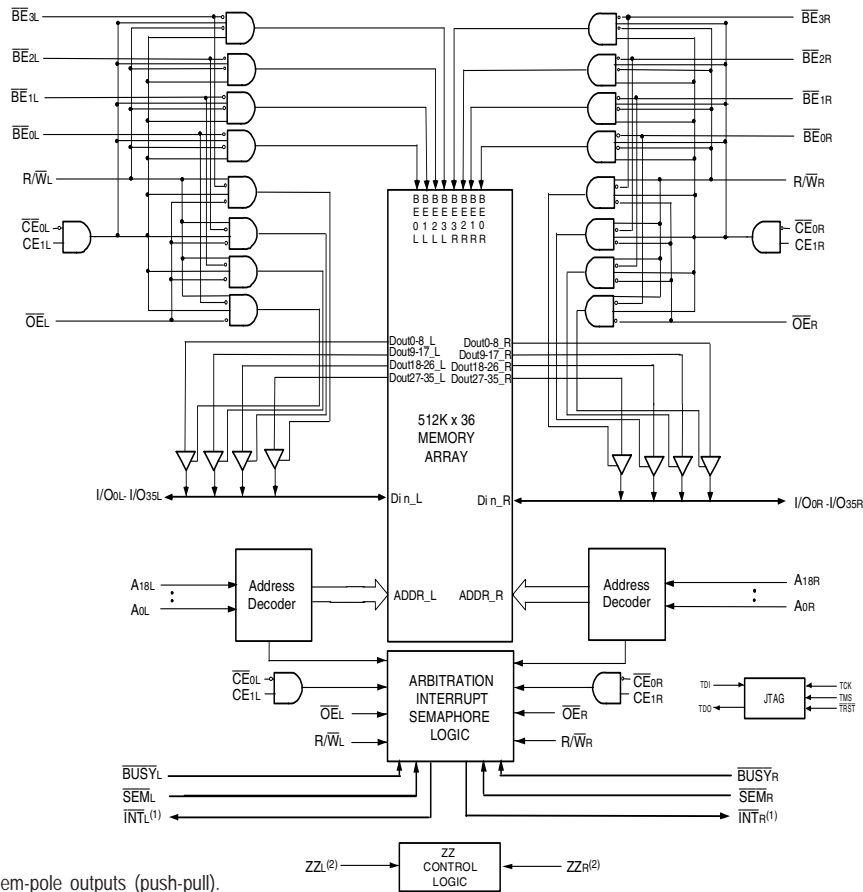 BE3L
BE3R
BE2L
BE2R
BE1L
BE1R
BE0L
BE0R
R/WL
R/WR
B E 0 L
B E 1 L
B E 2 L
B E 3 L
B E 3 R
B E 2 R
B E 1 R
B E 0 R
CE0L
CE1L
CE0R
CE1R
OEL
OER
Dout0-8_L
Dout0-8_R
Dout9-17_L
Dout9-17_R
Dout18-26_L
Dout18-26_R
Dout27-35_L
Dout27-35_R
512K x 36
MEMORY
ARRAY
I/O0L- I/O35L
Din_L
Din_R
I/O0R -I/O35R
A18L
A0L
Address
Decoder
ADDR_L
ADDR_R
Address
Decoder
A18R
A0R
CE0L
CE1L
ARBITRATION
INTERRUPT
SEMAPHORE
LOGIC
CE0R
CE1R
OEL
OER
R/WL
R/WR
TDI
TDO
JTAG
TCK
TMS
TRST
BUSYL
BUSYR
SEML
SEMR
INTL(1)
INTR(1)
ZZL(2)
ZZ
CONTROL
LOGIC
ZZR(2)
em-pole outputs (push-pull).